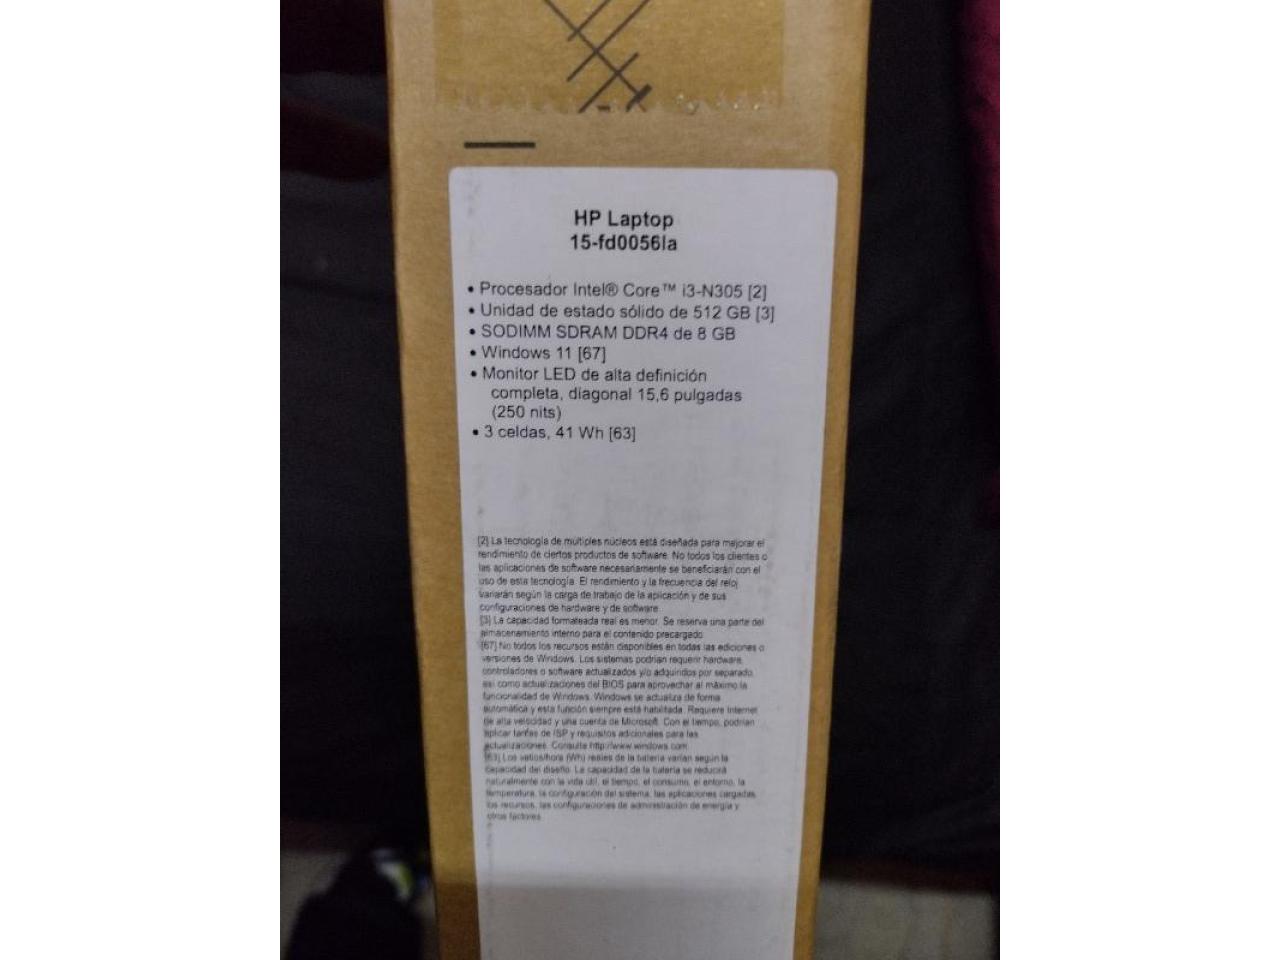 HP Laptop
15-fd0056la
• Procesador Intel® Core™ i3-N305 [2]
• Unidad de estado sólido de 512 GB [3]
• SODIMM SDRAM DDR4 de 8 GB
• Windows 11 [67]
• Monitor LED de alta definición
completa, diagonal 15,6 pulgadas
(250 nits)
• 3 celdas, 41 Wh [63]
[2] La tecnología de múltiples núcleos está diseñada para mejorar el
rendimiento de ciertos productos de software. No todos los clientes o
las aplicaciones de software necesariamente se beneficiarán con el
uso de esta tecnología. El rendimiento y la frecuencia del reloj
variarán según la carga de trabajo de la aplicación y de sus
configuraciones de hardware y de software.
[3] La capacidad formateada real es menor. Se reserva una parte del
almacenamiento interno para el contenido precargado.
[67] No todos los recursos están disponibles en todas las ediciones o
versiones de Windows. Los sistemas podrían requerir hardware,
controladores o software actualizados y/o adquiridos por separado,
así como actualizaciones del BIOS para aprovechar al máximo la
funcionalidad de Windows. Windows se actualiza de forma
automática y esta función siempre está habilitada. Requiere Internet
de alta velocidad y una cuenta de Microsoft. Con el tiempo, podrían
aplicar tarifas de ISP y requisitos adicionales para las
actualizaciones. Consulte http://www.windows.com.
[63] Los vatios/hora (Wh) reales de la batería varían según la
capacidad del diseño. La capacidad de la batería se reducirá
naturalmente con la vida útil, el tiempo, el consumo, el entorno, la
temperatura, la configuración del sistema, las aplicaciones cargadas,
los recursos, las configuraciones de administración de energía y
otros factores.